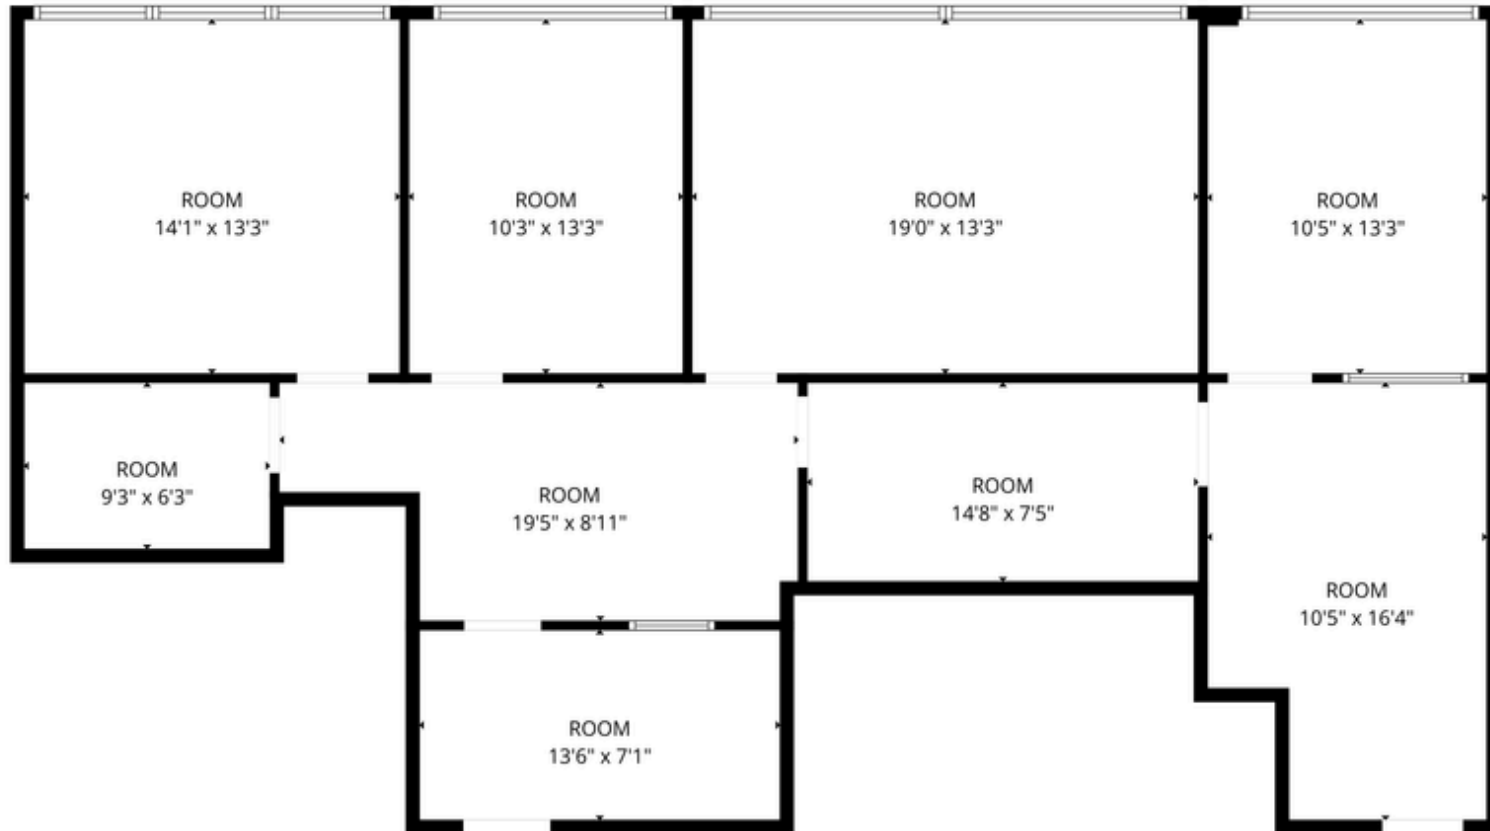 ROOM
14'1" x 13'3"
ROOM
10'3" x 13'3"
ROOM
19'0" x 13'3"
ROOM
10'5" x 13'3"
ROOM
9'3" x 6'3"
ROOM
19'5" x 8'11"
ROOM
14'8" x 7'5"
ROOM
10'5" x 16'4"
ROOM
13'6" x 7'1"